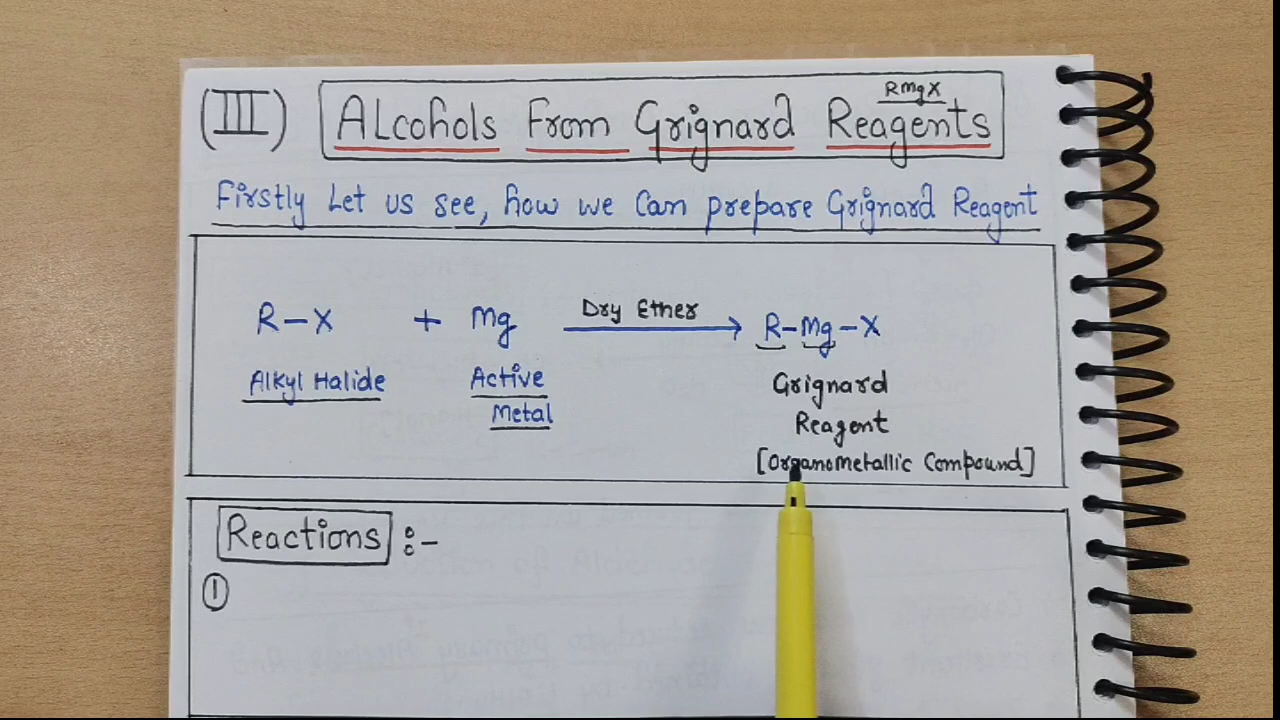 (III) Alcohols From Grignard Reagents
RMgX
Firstly Let us see, how we can prepare Grignard Reagent
R-X + Mg Dry Ether → R-Mg-X
Alkyl Halide Active Metal Grignard Reagent
[Organometallic Compound]
Reactions :-
①